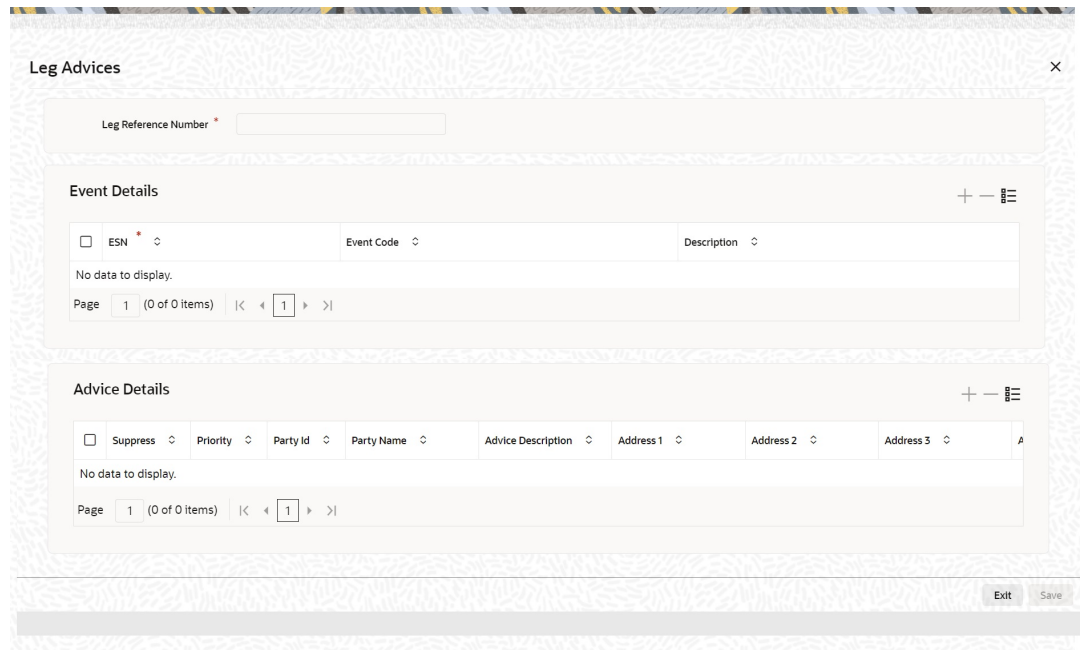 Leg Advices
Leg Reference Number *
Event Details
ESN * Event Code Description
No data to display.
Page 1 (0 of 0 items) 1
Advice Details
Suppress Priority Party Id Party Name Advice Description Address 1 Address 2 Address 3 A
No data to display.
Page 1 (0 of 0 items) 1
Exit Save